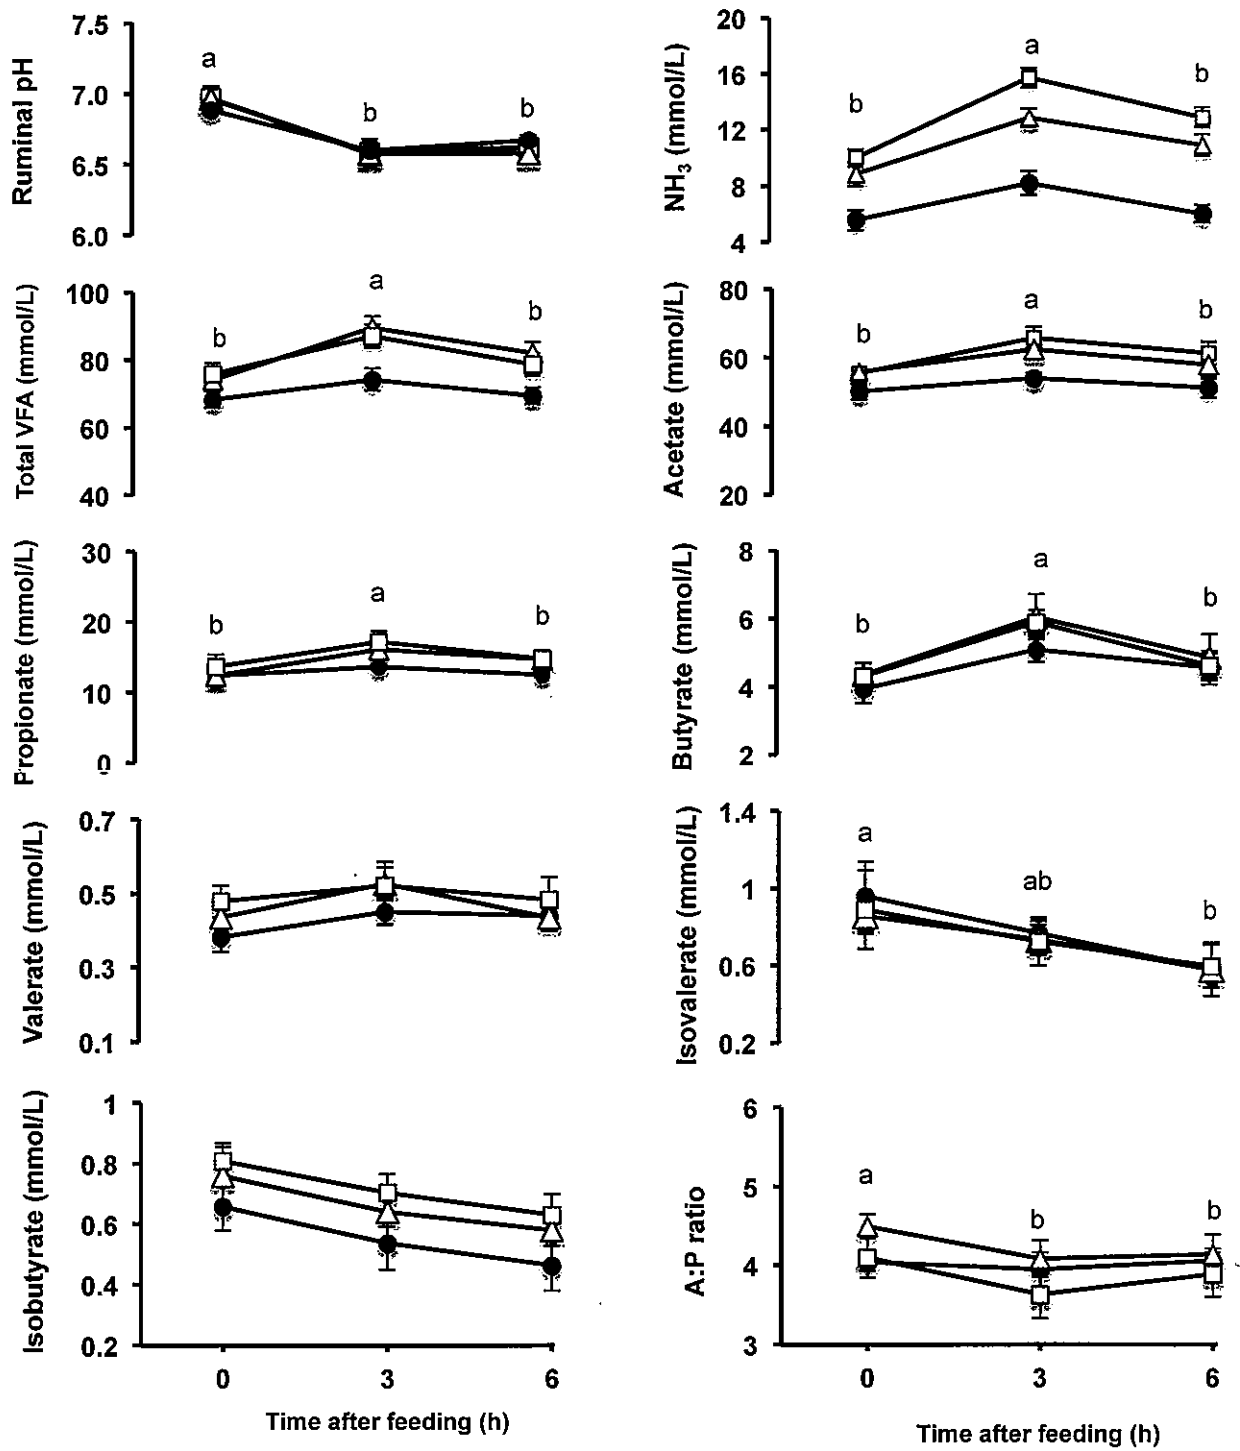 Ruminal pH
7.5
7.0
6.5
6.0
a
b
b
NH3 (mmol/L)
20
16
12
8
4
b
a
b
Total VFA (mmol/L)
100
80
60
40
b
a
b
Acetate (mmol/L)
80
60
40
20
b
a
b
Propionate (mmol/L)
30
20
10
0
b
a
b
Butyrate (mmol/L)
8
6
4
2
b
a
b
Valerate (mmol/L)
0.7
0.5
0.3
0.1
Isovalerate (mmol/L)
1.4
1
0.6
0.2
a
ab
b
Isobutyrate (mmol/L)
1
0.8
0.6
0.4
0.2
0
3
6
Time after feeding (h)
A:P ratio
6
5
4
3
a
b
b
0
3
6
Time after feeding (h)